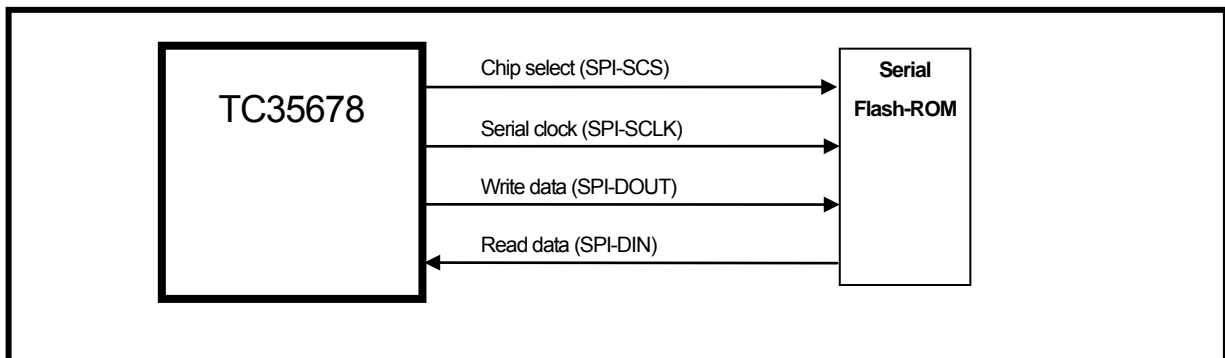 TC35678
Chip select (SPI-SCS)
Serial clock (SPI-SCLK)
Write data (SPI-DOUT)
Read data (SPI-DIN)
Serial
Flash-ROM